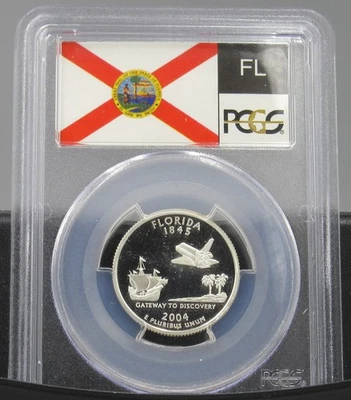 FL
PCGS
FLORIDA
1845
GATEWAY TO DISCOVERY
2004
E PLURIBUS UNUM